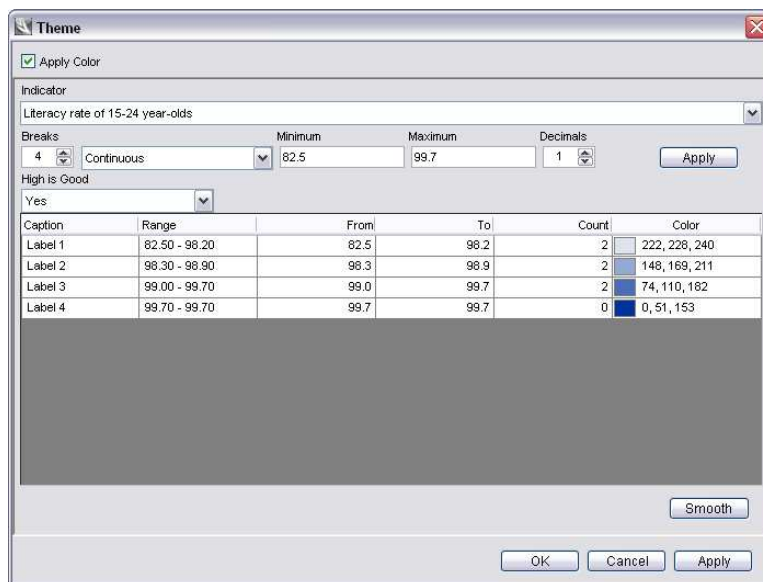 Theme
Apply Color
Indicator
Literacy rate of 15-24 year-olds
Breaks Minimum Maximum Decimals
4 Continuous 82.5 99.7 1 Apply
High is Good
Yes
Caption Range From To Count Color
Label 1 82.50 - 98.20 82.5 98.2 2 222, 228, 240
Label 2 98.30 - 98.90 98.3 98.9 2 148, 169, 211
Label 3 99.00 - 99.70 99.0 99.7 2 74, 110, 182
Label 4 99.70 - 99.70 99.7 99.7 0 0, 51, 153
Smooth
OK Cancel Apply